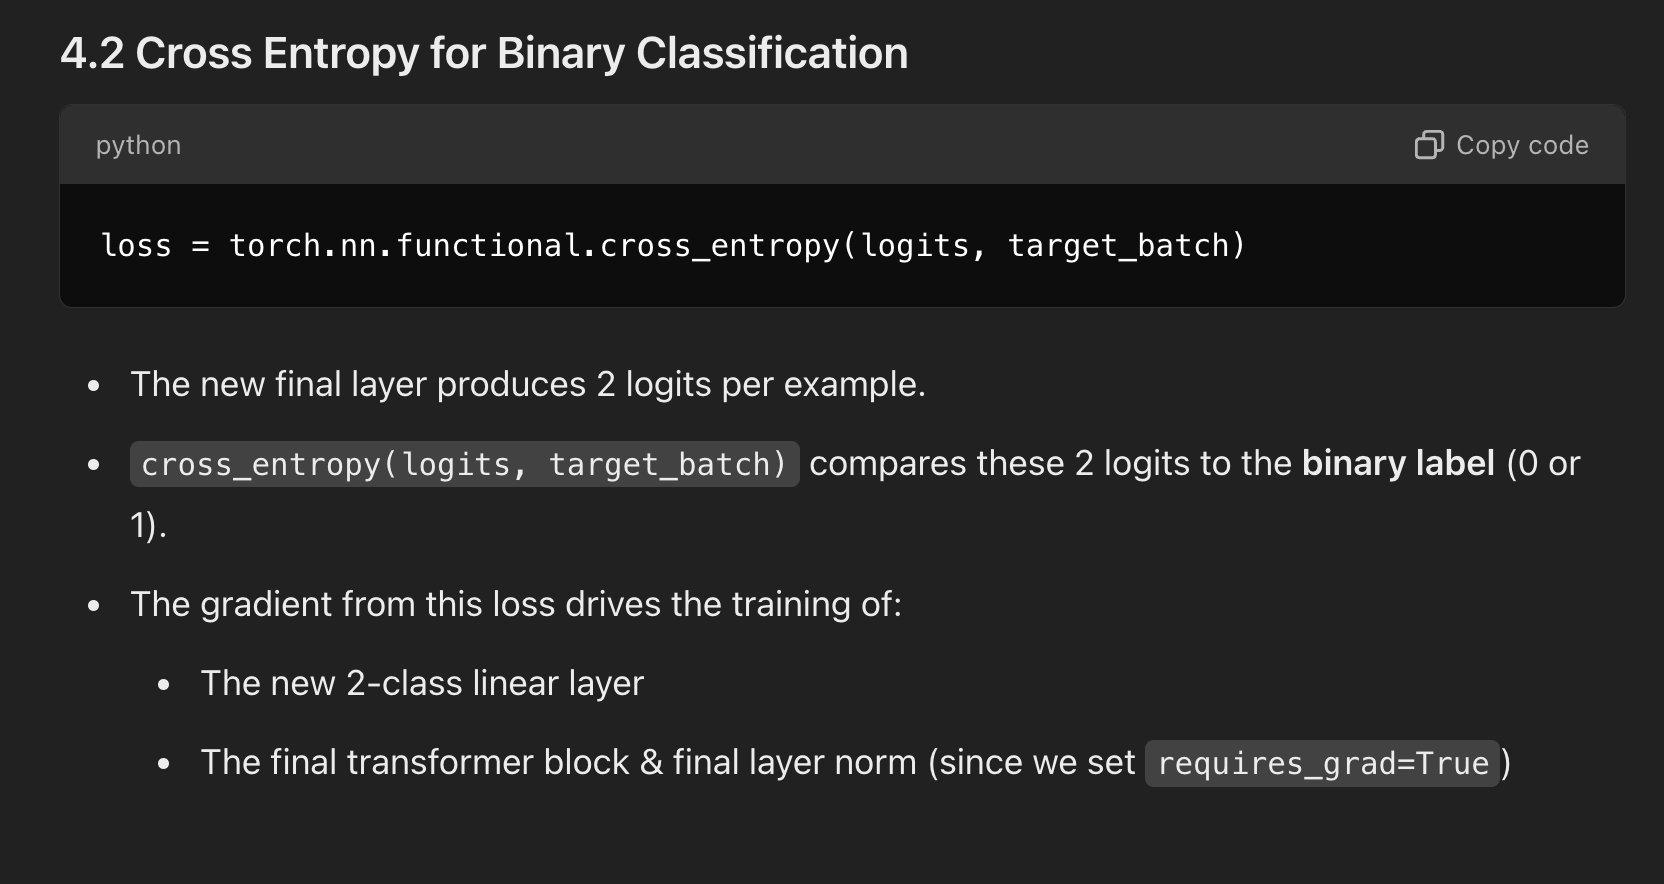 4.2 Cross Entropy for Binary Classification
python
Copy code
loss = torch.nn.functional.cross_entropy(logits, target_batch)
• The new final layer produces 2 logits per example.
• cross_entropy(logits, target_batch) compares these 2 logits to the binary label (0 or
1).
• The gradient from this loss drives the training of:
• The new 2-class linear layer
• The final transformer block & final layer norm (since we set requires_grad=True)